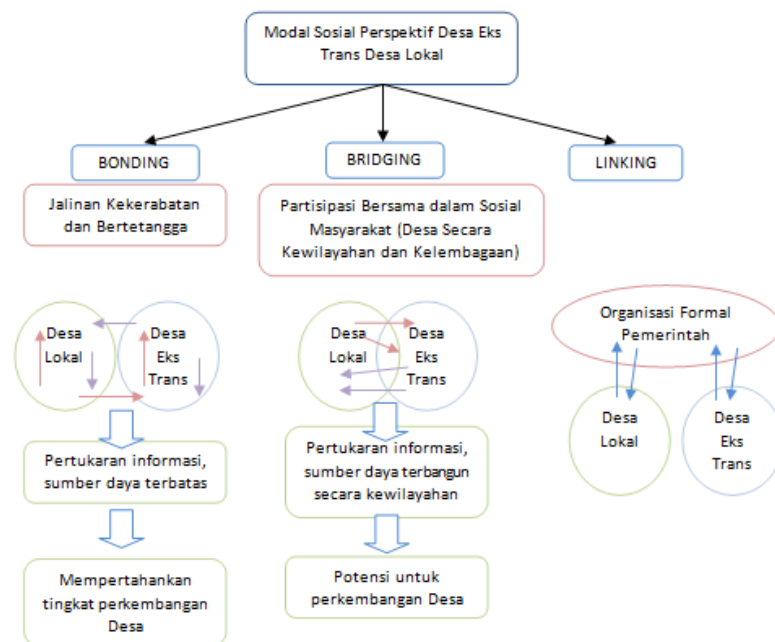 Modal Sosial Perspektif Desa Eks
Trans Desa Lokal
BONDING
BRIDGING
LINKING
Jalinan Kekerabatan
dan Bertetangga
Partisipasi Bersama dalam Sosial
Masyarakat (Desa Secara
Kewilayahan dan Kelembagaan)
Desa
Lokal
Desa
Eks
Trans
Desa
Lokal
Desa
Eks
Trans
Organisasi Formal
Pemerintah
Desa
Lokal
Desa
Eks
Trans
Pertukaran informasi,
sumber daya terbatas
Pertukaran informasi,
sumber daya terbangun
secara kewilayahan
Mempertahankan
tingkat perkembangan
Desa
Potensi untuk
perkembangan Desa